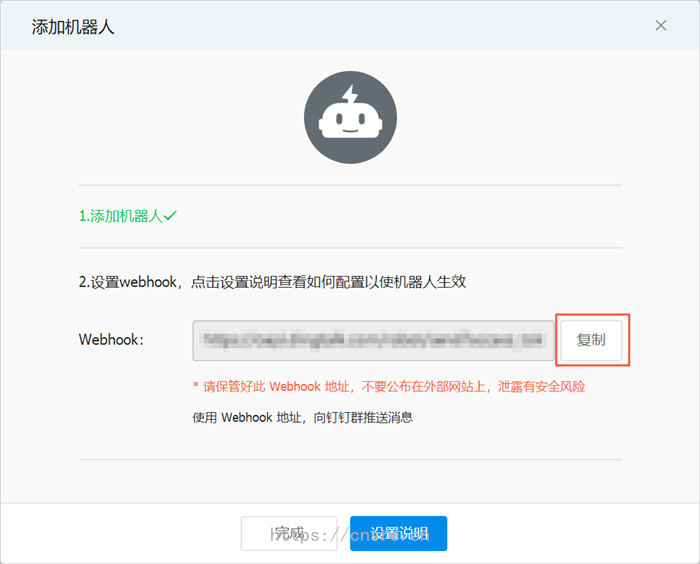 添加机器人
1.添加机器人
2.设置webhook，点击设置说明查看如何配置以使机器人生效
Webhook：
复制
* 请保管好此 Webhook 地址，不要公布在外部网站上，泄露有安全风险
使用 Webhook 地址，向钉钉群推送消息
完成
设置说明